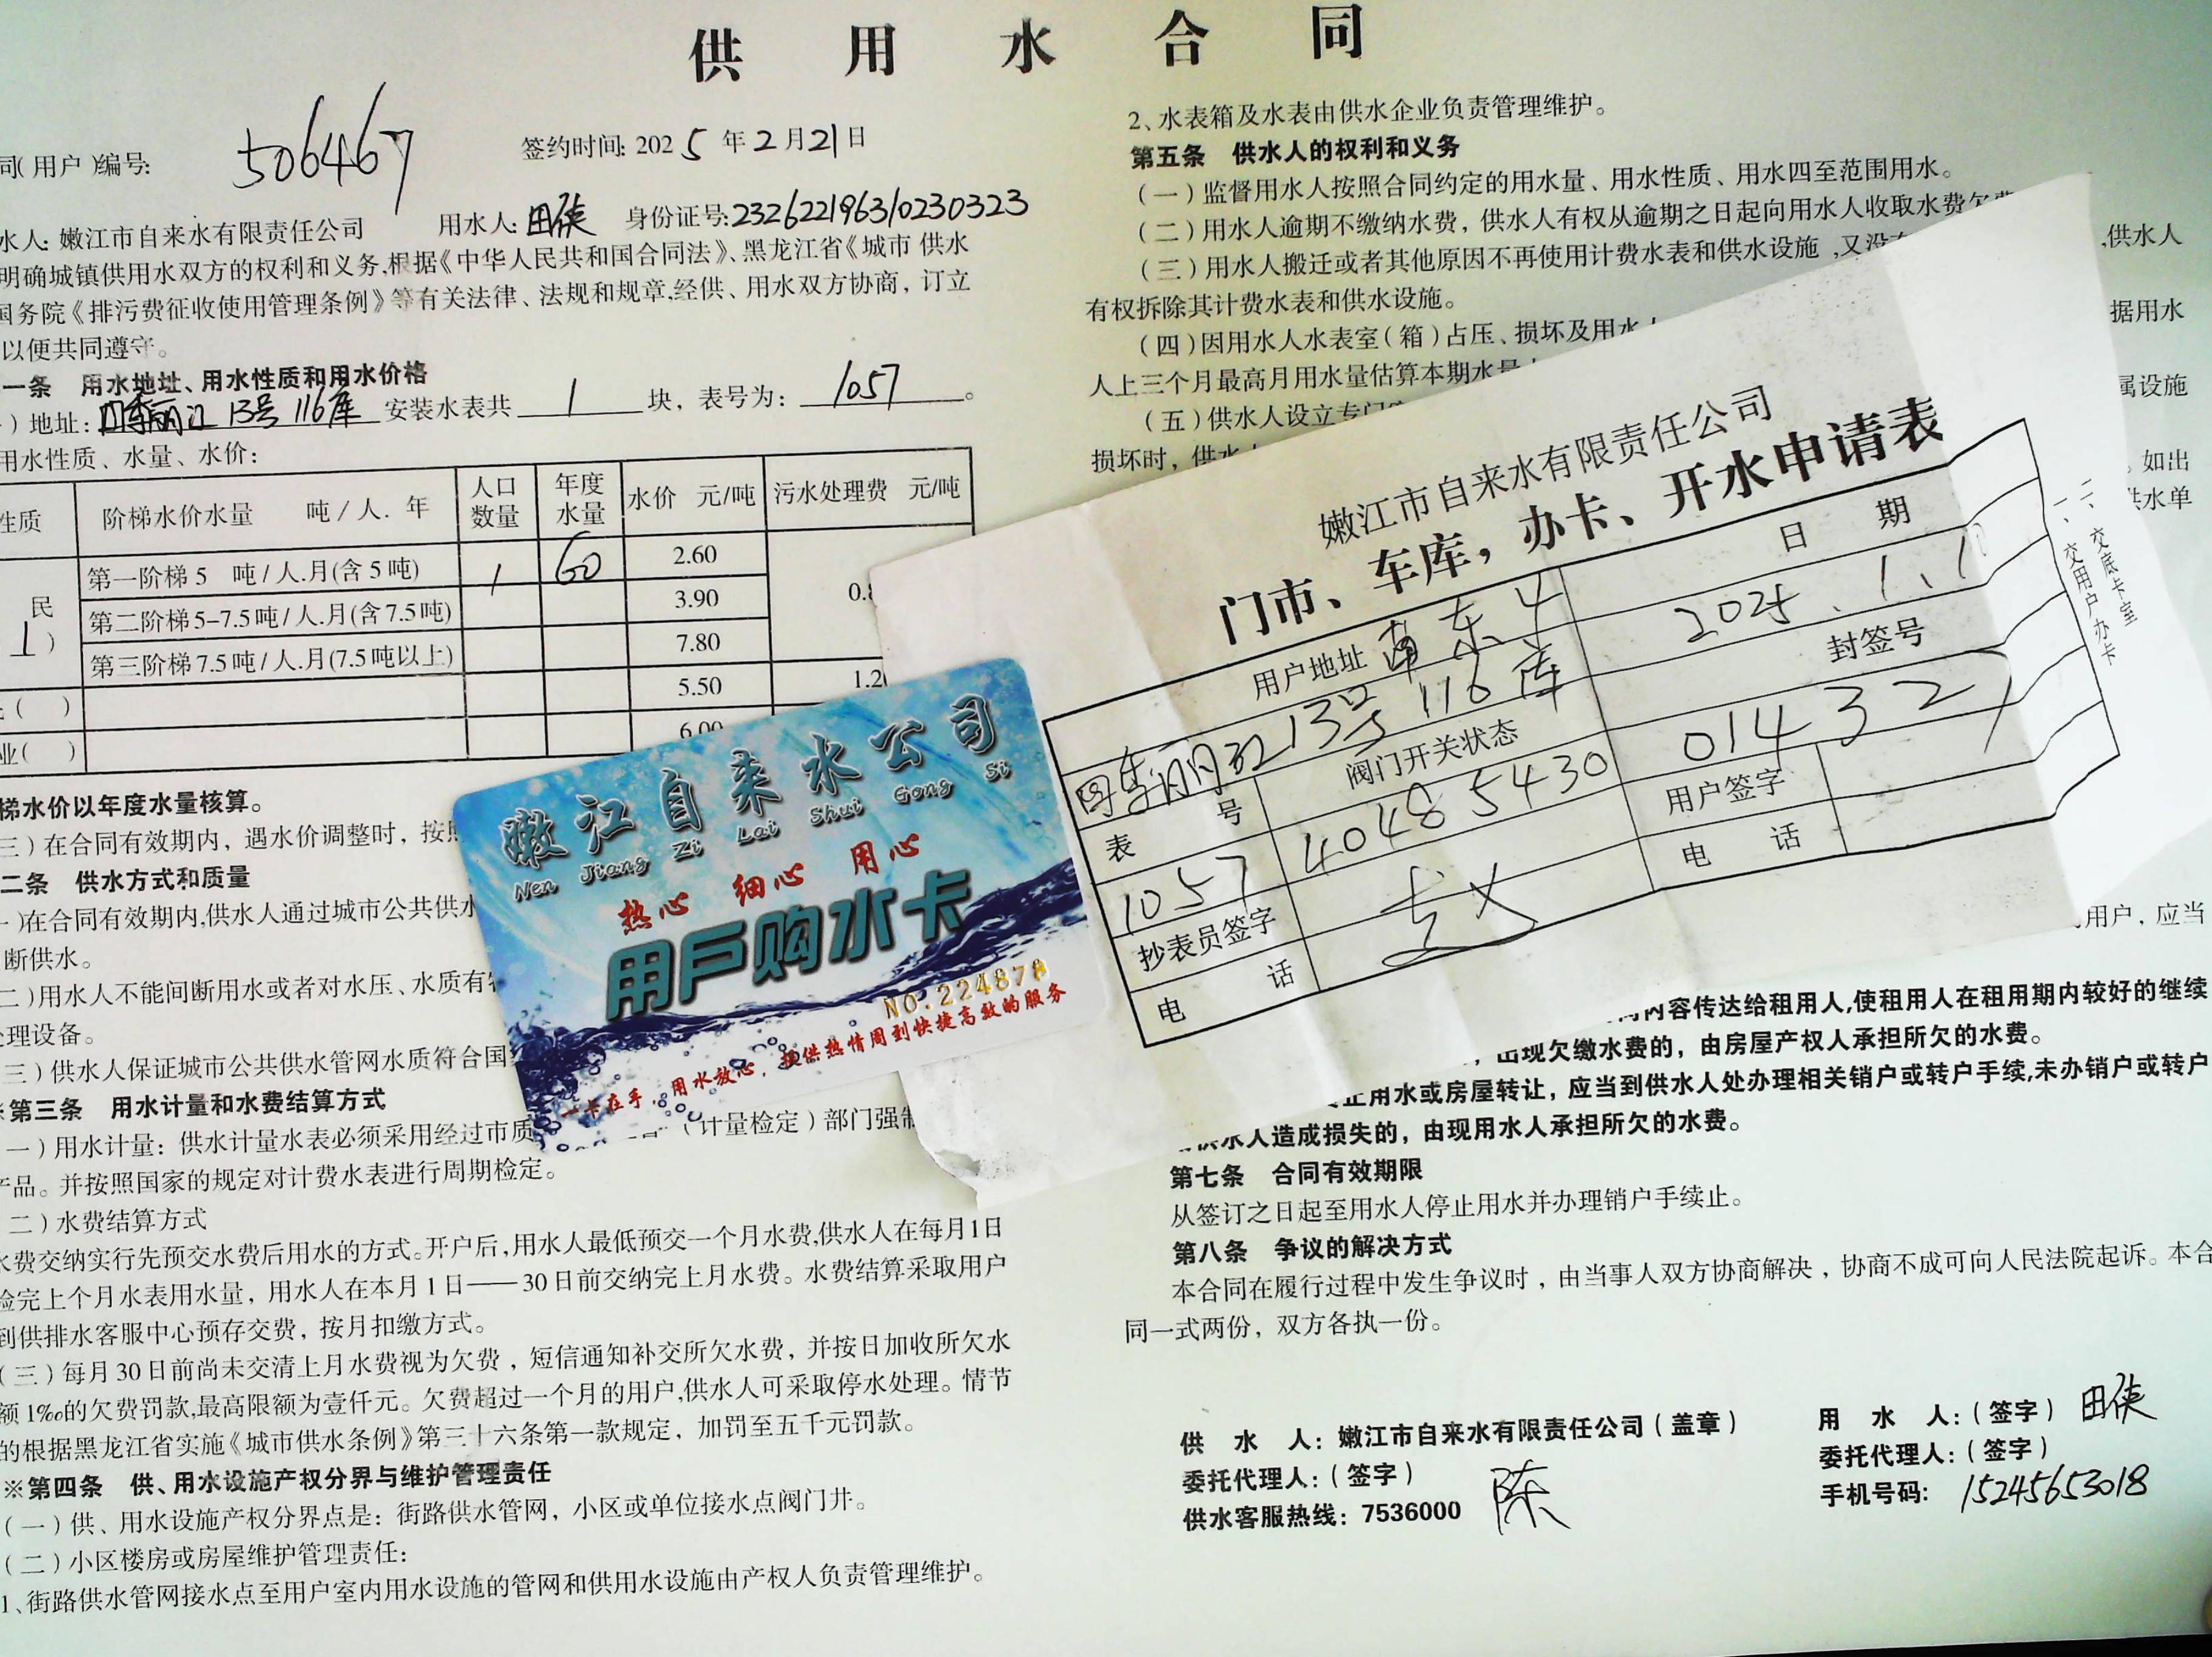 供 用 水 合 同
同(用户)编号: 506467 签约时间: 2025年2月21日
水人: 嫩江市自来水有限责任公司 用水人: 田侠 身份证号: 232622196310230323
明确城镇供用水双方的权利和义务,根据《中华人民共和国合同法》、黑龙江省《城市 供水
国务院《排污费征收使用管理条例》等有关法律、法规和规章,经供、用水双方协商，订立
以便共同遵守。
一条 用水地址、用水性质和用水价格
)地址: 四季丽江 13号 116库 安装水表共 1 块，表号为: 1057。
用水性质、水量、水价:
性质 阶梯水价水量 吨/人.年 人口数量 年度水量 水价 元/吨 污水处理费 元/吨
民 第一阶梯 5 吨/人.月(含5吨) 1 60 2.60
第二阶梯 5-7.5吨/人.月(含7.5吨) 3.90
1) 第三阶梯 7.5吨/人.月(7.5吨以上) 7.80
( ) 5.50
业( ) 6.00
梯水价以年度水量核算。
三)在合同有效期内，遇水价调整时，按照
二条 供水方式和质量
一)在合同有效期内,供水人通过城市公共供水
断供水。
二)用水人不能间断用水或者对水压、水质有
处理设备。
三)供水人保证城市公共供水管网水质符合国
※第三条 用水计量和水费结算方式
一)用水计量：供水计量水表必须采用经过市质 (计量检定)部门强制
产品。并按照国家的规定对计费水表进行周期检定。
二)水费结算方式
水费交纳实行先预交水费后用水的方式。开户后,用水人最低预交一个月水费,供水人在每月1日
检完上个月水表用水量，用水人在本月1日——30日前交纳完上月水费。水费结算采取用户
到供排水客服中心预存交费，按月扣缴方式。
(三)每月30日前尚未交清上月水费视为欠费，短信通知补交所欠水费，并按日加收所欠水
额1‰的欠费罚款,最高限额为壹仟元。欠费超过一个月的用户,供水人可采取停水处理。情节
的根据黑龙江省实施《城市供水条例》第三十六条第一款规定，加罚至五千元罚款。
※第四条 供、用水设施产权分界与维护管理责任
(一)供、用水设施产权分界点是：街路供水管网，小区或单位接水点阀门井。
(二)小区楼房或房屋维护管理责任:
1、街路供水管网接水点至用户室内用水设施的管网和供用水设施由产权人负责管理维护。
2、水表箱及水表由供水企业负责管理维护。
第五条 供水人的权利和义务
(一)监督用水人按照合同约定的用水量、用水性质、用水四至范围用水。
(二)用水人逾期不缴纳水费，供水人有权从逾期之日起向用水人收取水费欠费
(三)用水人搬迁或者其他原因不再使用计费水表和供水设施,又没 ,供水人
有权拆除其计费水表和供水设施。
(四)因用水人水表室(箱)占压、损坏及用水人 据用水
人上三个月最高月用水量估算本期水量
(五)供水人设立专门 属设施
损坏时，供水人 。如出
供水单
嫩江市自来水有限责任公司
门市、车库，办卡、开水申请表
用户地址 日 期
四季丽江13号 116库 2025.1.1
表 号 阀门开关状态 封签号
1057 40485430 014327
抄表员签字 用户签字
电 话 电 话
一、交用户办卡
二、交底卡室
嫩江自来水公司
Nen Jiang Zi Lai Shui Gong Si
热心 细心 用心
用户购水卡
NO.224878
一卡在手，用水放心，提供热情周到快捷高效的服务
用户，应当
同内容传达给租用人,使租用人在租用期内较好的继续
，出现欠缴水费的，由房屋产权人承担所欠的水费。
止用水或房屋转让，应当到供水人处办理相关销户或转户手续,未办销户或转户
供水人造成损失的，由现用水人承担所欠的水费。
第七条 合同有效期限
从签订之日起至用水人停止用水并办理销户手续止。
第八条 争议的解决方式
本合同在履行过程中发生争议时，由当事人双方协商解决，协商不成可向人民法院起诉。本合
同一式两份，双方各执一份。
供 水 人: 嫩江市自来水有限责任公司(盖章)
委托代理人:(签字) 陈
供水客服热线: 7536000
用 水 人:(签字) 田侠
委托代理人:(签字)
手机号码: 15245653018